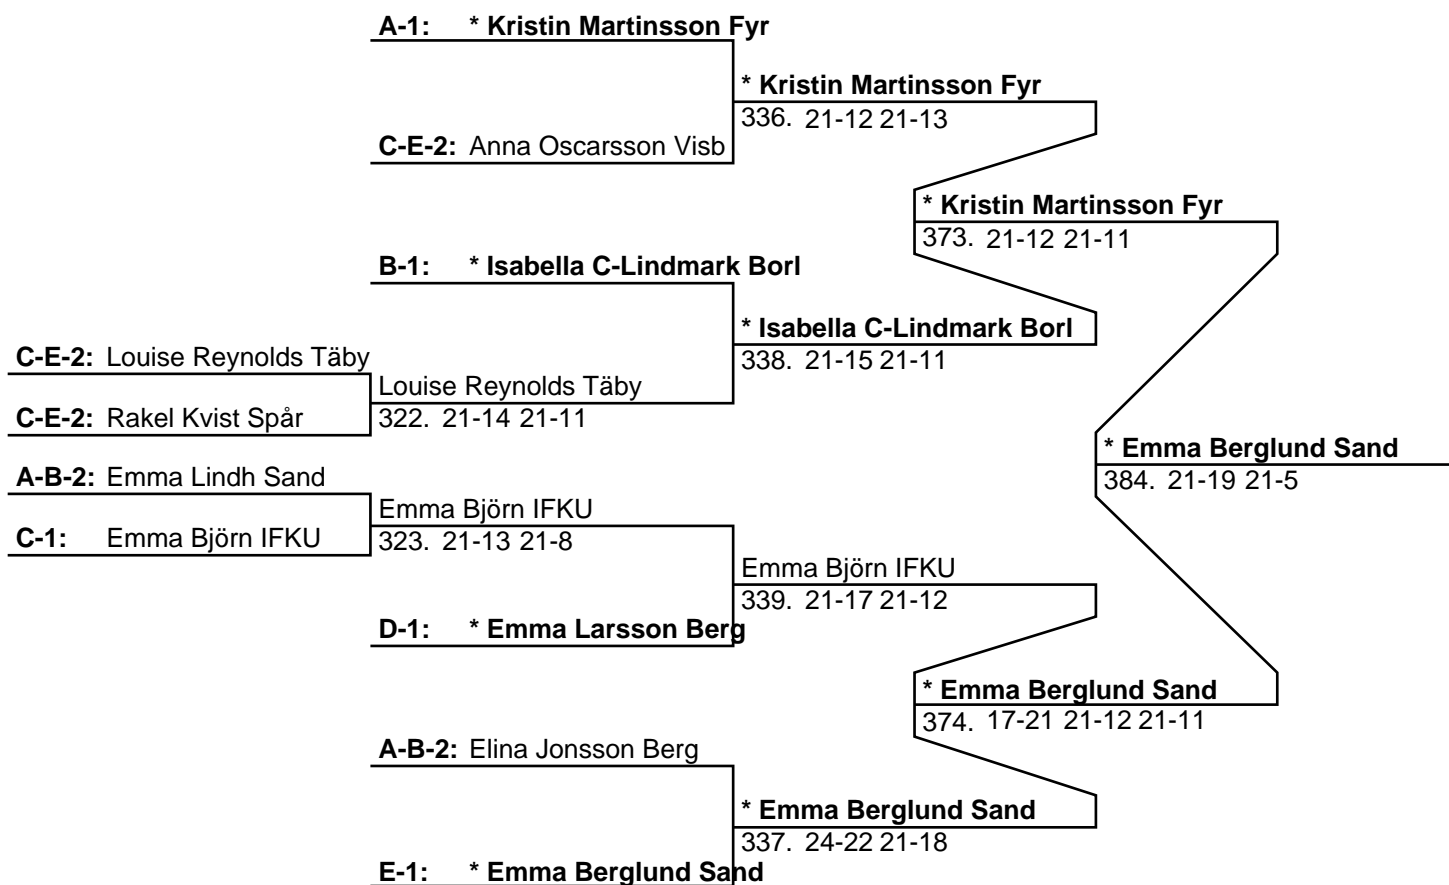 A-1: * Kristin Martinsson Fyr
* Kristin Martinsson Fyr
336. 21-12 21-13
C-E-2: Anna Oscarsson Visb
* Kristin Martinsson Fyr
373. 21-12 21-11
B-1: * Isabella C-Lindmark Borl
* Isabella C-Lindmark Borl
338. 21-15 21-11
C-E-2: Louise Reynolds Täby
Louise Reynolds Täby
322. 21-14 21-11
C-E-2: Rakel Kvist Spår
* Emma Berglund Sand
384. 21-19 21-5
A-B-2: Emma Lindh Sand
Emma Björn IFKU
323. 21-13 21-8
C-1: Emma Björn IFKU
Emma Björn IFKU
339. 21-17 21-12
D-1: * Emma Larsson Berg
* Emma Berglund Sand
374. 17-21 21-12 21-11
A-B-2: Elina Jonsson Berg
* Emma Berglund Sand
337. 24-22 21-18
E-1: * Emma Berglund Sand